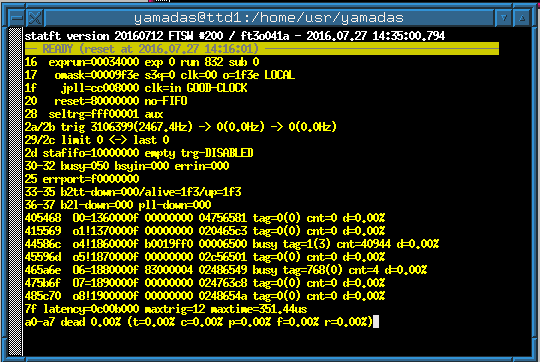 yamadas@ttd1:/home/usr/yamadas
statft version 20160712 FTSW #200 / ft3o041a - 2016.07.27 14:35:00.794
-- READY (reset at 2016.07.27 14:16:01) --
16 exprun=00034000 exp 0 run 832 sub 0
17 omask=00009f3e s3q=0 clk=00 o=1f3e LOCAL
1f jpll=cc008000 clk=in GOOD-CLOCK
20 reset=80000000 no-FIFO
28 seltrg=fff00001 aux
2a/2b trig 3106399(2467.4Hz) -> 0(0.0Hz) -> 0(0.0Hz)
29/2c limit 0 <-> last 0
2d stafifo=10000000 empty trg-DISABLED
30-32 busy=050 bsyin=000 errin=000
25 errport=f0000000
33-35 b2tt-down=000/alive=1f3/up=1f3
36-37 b2l-down=000 pll-down=000
405468 O0=1360000f 00000000 04756581 tag=0(0) cnt=0 d=0.00%
415569 o1!1370000f 00000000 020465c3 tag=0(0) cnt=0 d=0.00%
44586c o4!1860000f b0019ff0 00006500 busy tag=1(3) cnt=40944 d=0.00%
45596d o5!1870000f 00000000 02c56501 tag=0(0) cnt=0 d=0.00%
465a6e O6=1880000f 83000004 02486549 busy tag=768(0) cnt=4 d=0.00%
475b6f O7=1890000f 00000000 024763c8 tag=0(0) cnt=0 d=0.00%
485c70 o8!1900000f 00000000 0248654a tag=0(0) cnt=0 d=0.00%
7f latency=0c00b000 maxtrig=12 maxtime=351.44us
a0-a7 dead 0.00% (t=0.00% c=0.00% p=0.00% f=0.00% r=0.00%)